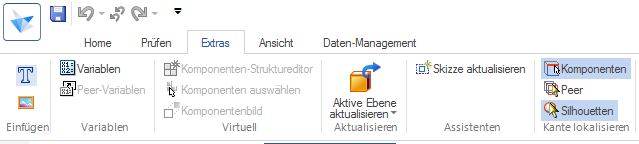 Home Prüfen Extras Ansicht Daten-Management
T
Variablen
Peer-Variablen
Komponenten-Struktureditor
Komponenten auswählen
Komponentenbild
Aktive Ebene
aktualisieren
Skizze aktualisieren
Komponenten
Peer
Silhouetten
Einfügen Variablen Virtuell Aktualisieren Assistenten Kante lokalisieren